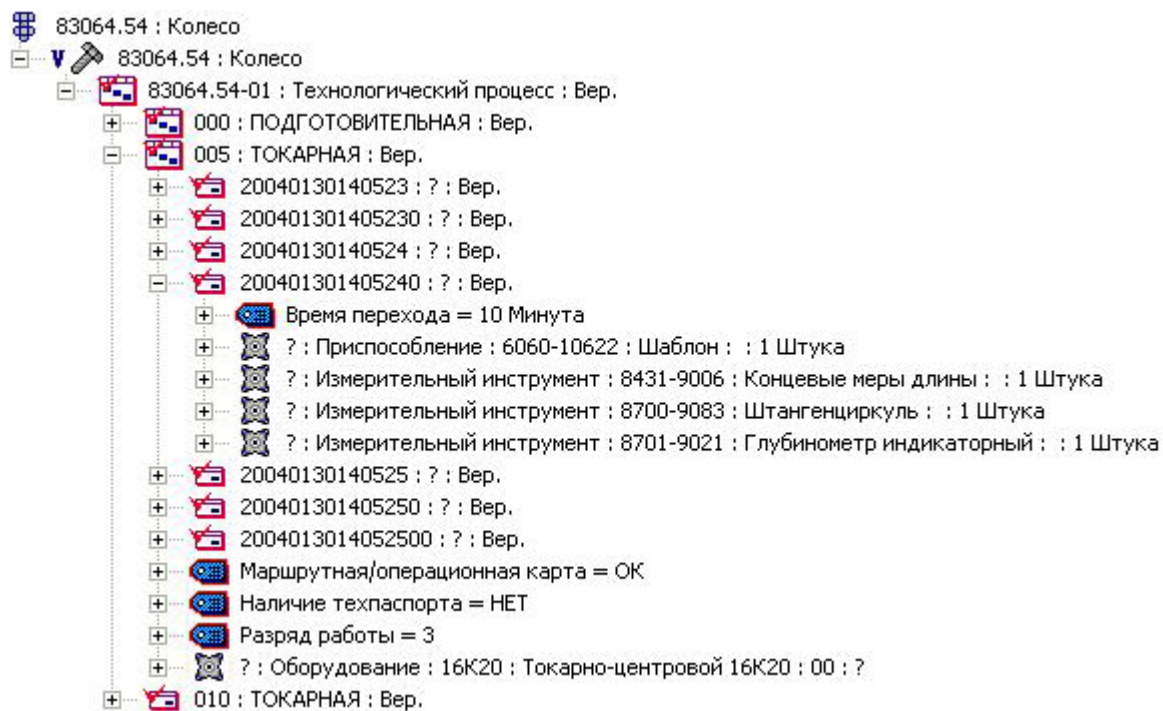 83064.54 : Колесо
83064.54 : Колесо
83064.54-01 : Технологический процесс : Вер.
000 : ПОДГОТОВИТЕЛЬНАЯ : Вер.
005 : ТОКАРНАЯ : Вер.
20040130140523 : ? : Вер.
200401301405230 : ? : Вер.
20040130140524 : ? : Вер.
200401301405240 : ? : Вер.
Время перехода = 10 Минута
? : Приспособление : 6060-10622 : Шаблон :  : 1 Штука
? : Измерительный инструмент : 8431-9006 : Концевые меры длины :  : 1 Штука
? : Измерительный инструмент : 8700-9083 : Штангенциркуль :  : 1 Штука
? : Измерительный инструмент : 8701-9021 : Глубинометр индикаторный :  : 1 Штука
20040130140525 : ? : Вер.
200401301405250 : ? : Вер.
2004013014052500 : ? : Вер.
Маршрутная/операционная карта = ОК
Наличие техпаспорта = НЕТ
Разряд работы = 3
? : Оборудование : 16К20 : Токарно-центровой 16К20 : 00 : ?
010 : ТОКАРНАЯ : Вер.